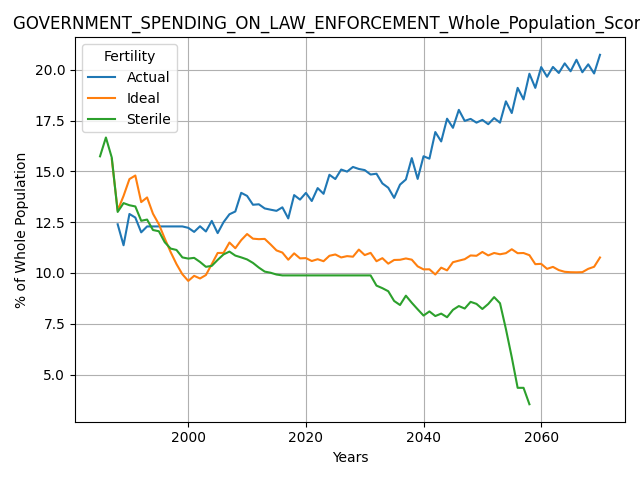 GOVERNMENT_SPENDING_ON_LAW_ENFORCEMENT_Whole_Population_Scor
Fertility
Actual
Ideal
Sterile
% of Whole Population
20.0
17.5
15.0
12.5
10.0
7.5
5.0
2000 2020 2040 2060
Years